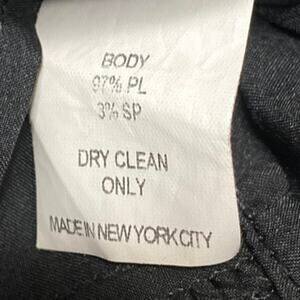 BODY
97% PL
3% SP
DRY CLEAN
ONLY
MADE IN NEW YORK CITY